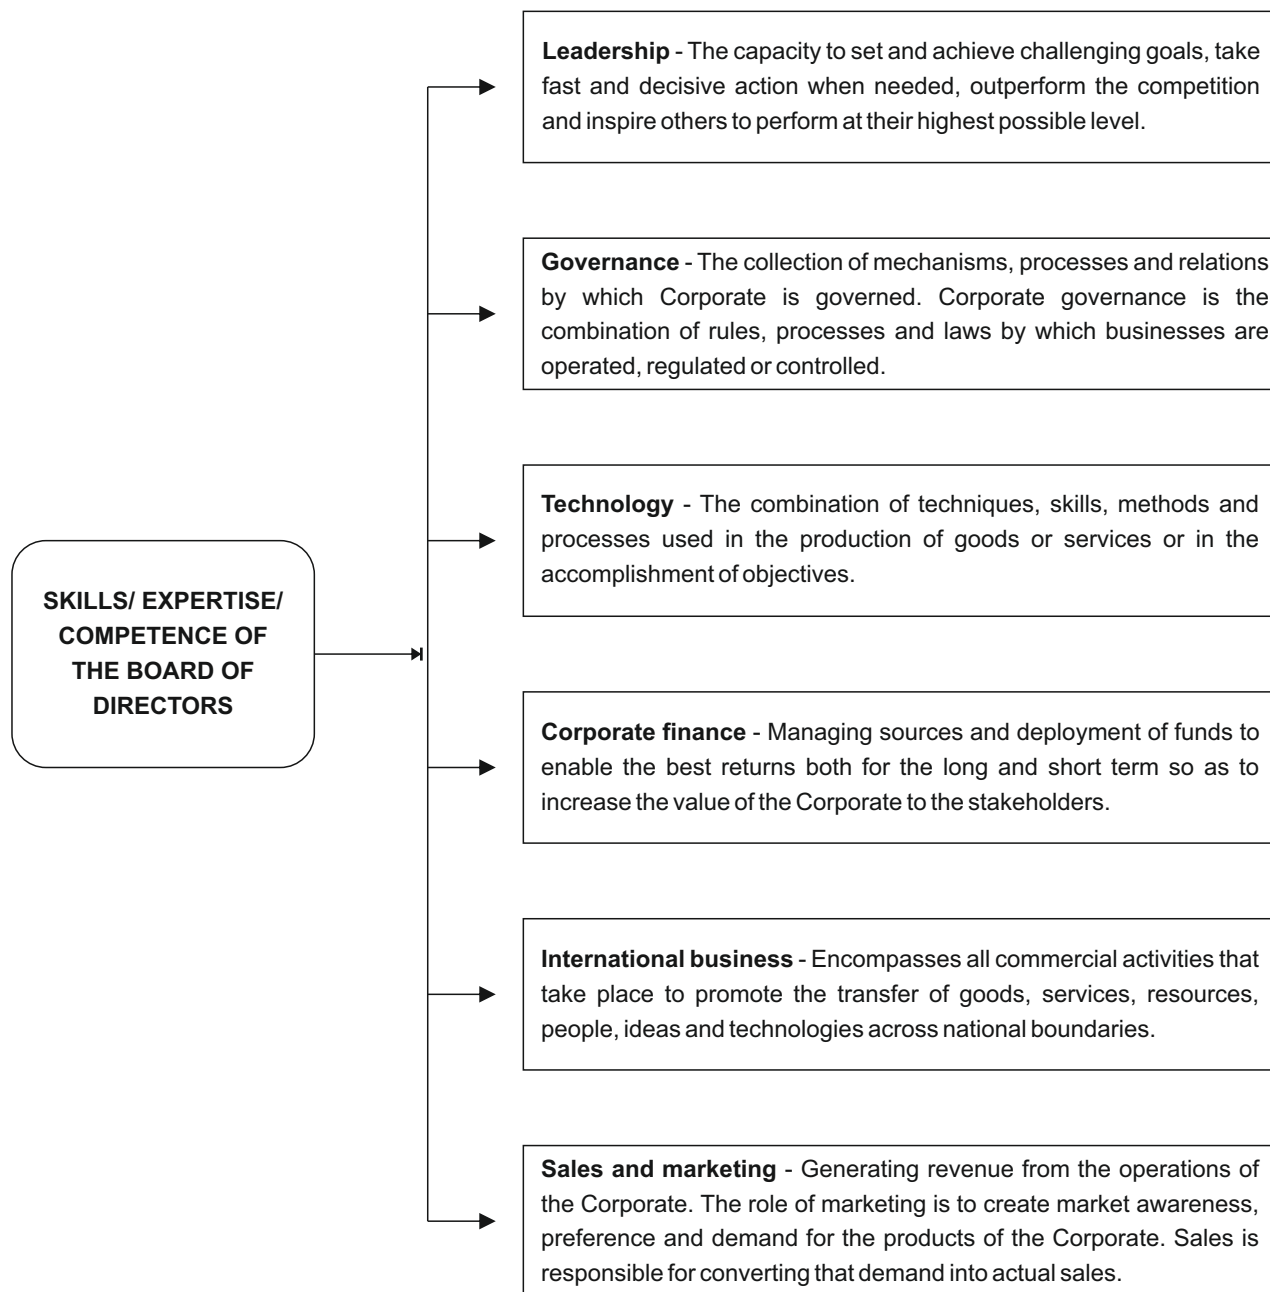 Leadership - The capacity to set and achieve challenging goals, take
fast and decisive action when needed, outperform the competition
and inspire others to perform at their highest possible level.
Governance - The collection of mechanisms, processes and relations
by which Corporate is governed. Corporate governance is the
combination of rules, processes and laws by which businesses are
operated, regulated or controlled.
Technology - The combination of techniques, skills, methods and
processes used in the production of goods or services or in the
accomplishment of objectives.
SKILLS/ EXPERTISE/
COMPETENCE OF
THE BOARD OF
DIRECTORS
Corporate finance - Managing sources and deployment of funds to
enable the best returns both for the long and short term so as to
increase the value of the Corporate to the stakeholders.
International business - Encompasses all commercial activities that
take place to promote the transfer of goods, services, resources,
people, ideas and technologies across national boundaries.
Sales and marketing - Generating revenue from the operations of
the Corporate. The role of marketing is to create market awareness,
preference and demand for the products of the Corporate. Sales is
responsible for converting that demand into actual sales.